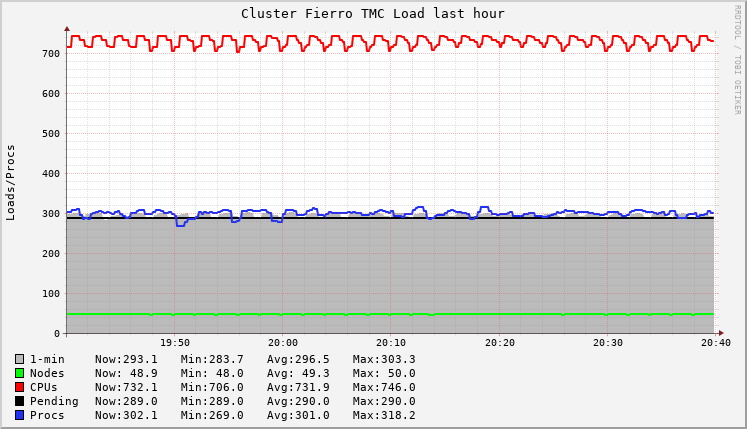 Cluster Fierro TMC Load last hour
RRDTOOL / TOBI OETIKER
Loads/Procs
700
600
500
400
300
200
100
0
19:50 20:00 20:10 20:20 20:30 20:40
1-min Now:293.1 Min:283.7 Avg:296.5 Max:303.3
Nodes Now: 48.9 Min: 48.0 Avg: 49.3 Max: 50.0
CPUs Now:732.1 Min:706.0 Avg:731.9 Max:746.0
Pending Now:289.0 Min:289.0 Avg:290.0 Max:290.0
Procs Now:302.1 Min:269.0 Avg:301.0 Max:318.2